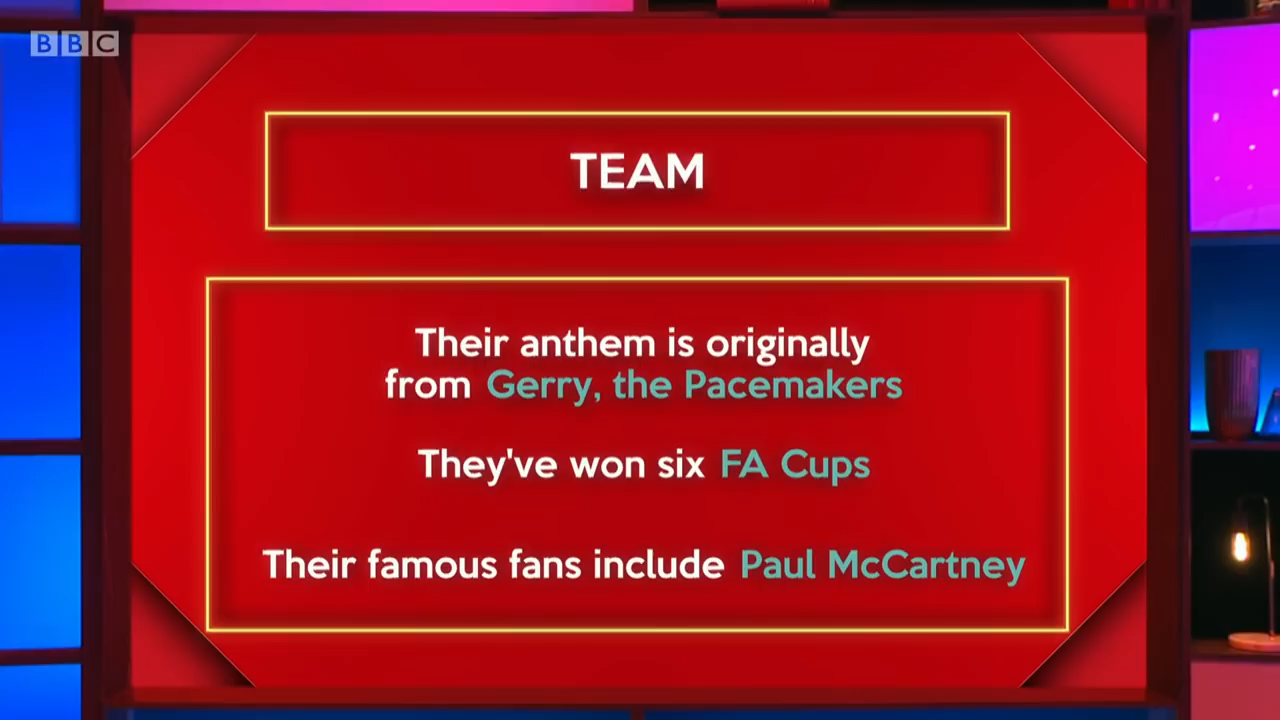 BBC
TEAM
Their anthem is originally
from Gerry, the Pacemakers
They've won six FA Cups
Their famous fans include Paul McCartney